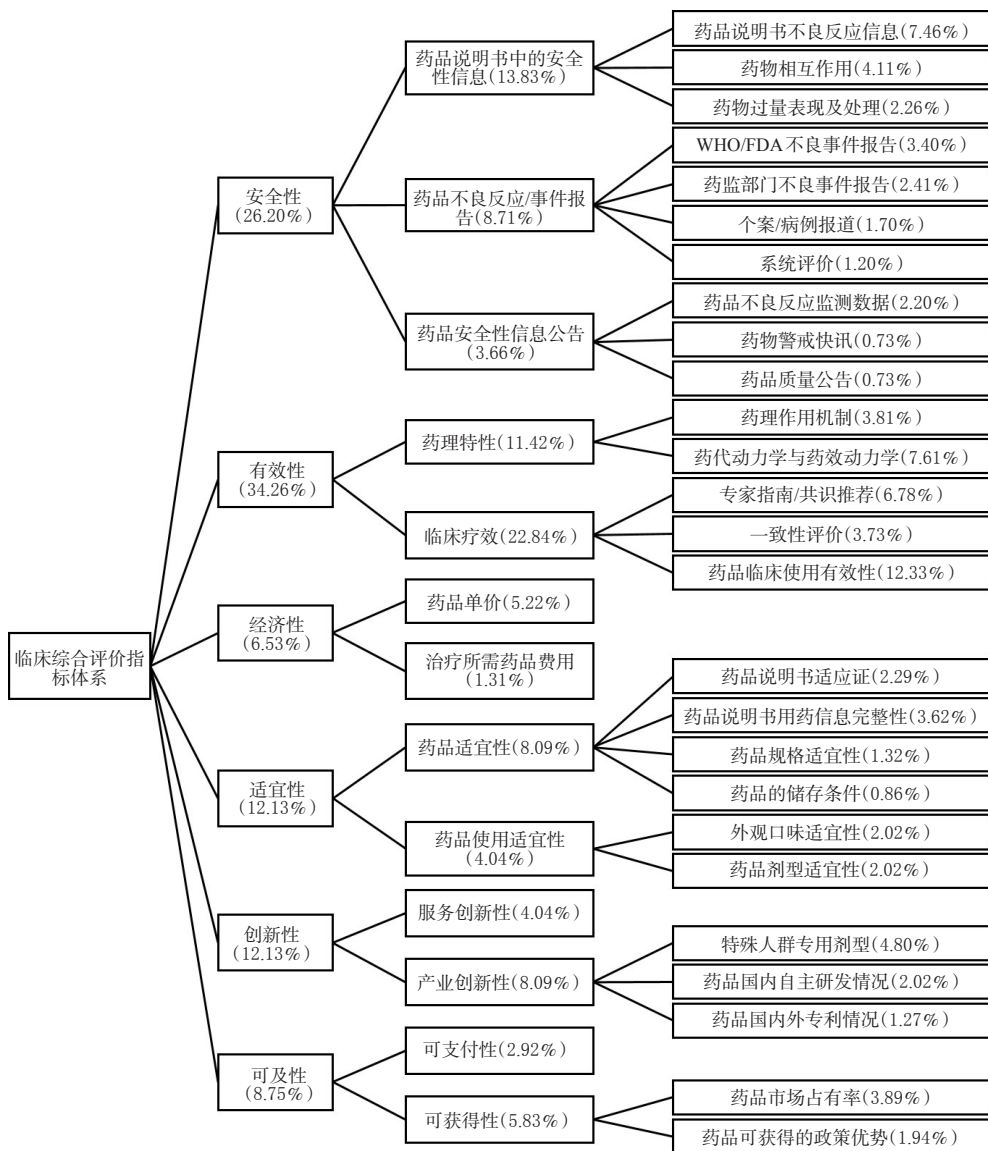 临床综合评价指
标体系
安全性
(26.20%)
药品说明书中的安全
性信息(13.83%)
药品说明书不良反应信息(7.46%)
药物相互作用(4.11%)
药物过量表现及处理(2.26%)
药品不良反应/事件报
告(8.71%)
WHO/FDA不良事件报告(3.40%)
药监部门不良事件报告(2.41%)
个案/病例报道(1.70%)
系统评价(1.20%)
药品安全性信息公告
(3.66%)
药品不良反应监测数据(2.20%)
药物警戒快讯(0.73%)
药品质量公告(0.73%)
有效性
(34.26%)
药理特性(11.42%)
药理作用机制(3.81%)
药代动力学与药效动力学(7.61%)
临床疗效(22.84%)
专家指南/共识推荐(6.78%)
一致性评价(3.73%)
药品临床使用有效性(12.33%)
经济性
(6.53%)
药品单价(5.22%)
治疗所需药品费用
(1.31%)
适宜性
(12.13%)
药品适宜性(8.09%)
药品说明书适应证(2.29%)
药品说明书用药信息完整性(3.62%)
药品规格适宜性(1.32%)
药品的储存条件(0.86%)
药品使用适宜性
(4.04%)
外观口味适宜性(2.02%)
药品剂型适宜性(2.02%)
创新性
(12.13%)
服务创新性(4.04%)
产业创新性(8.09%)
特殊人群专用剂型(4.80%)
药品国内自主研发情况(2.02%)
药品国内外专利情况(1.27%)
可及性
(8.75%)
可支付性(2.92%)
可获得性(5.83%)
药品市场占有率(3.89%)
药品可获得的政策优势(1.94%)